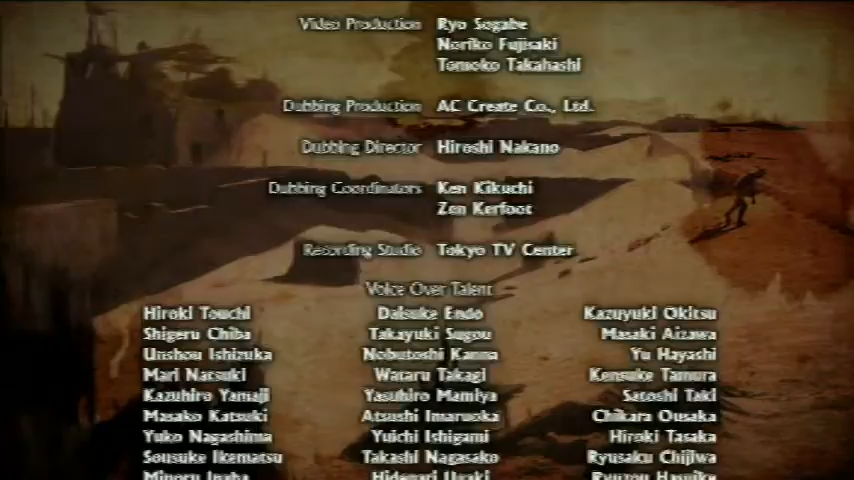 Video Production Ryo Sogabe
Noriko Fujisaki
Tomoko Takahashi
Dubbing Production AC Create Co., Ltd.
Dubbing Director Hiroshi Nakano
Dubbing Coordinators Ken Kikuchi
Zen Kerfoot
Recording Studio Tokyo TV Center
Voice Over Talent
Hiroki Touchi Daisuke Endo Kazuyuki Okitsu
Shigeru Chiba Takayuki Sugou Masaki Aizawa
Unshou Ishizuka Nobutoshi Kanna Yu Hayashi
Mari Natsuki Wataru Takagi Kensuke Tamura
Kazuhiro Yamaji Yasuhiro Mamiya Satoshi Taki
Masako Katsuki Atsushi Imaruoka Chikara Ousaka
Yuko Nagashima Yuichi Ishigami Hiroki Tasaka
Sousuke Ikematsu Takashi Nagasako Ryusaku Chijiwa
Minoru Inaba